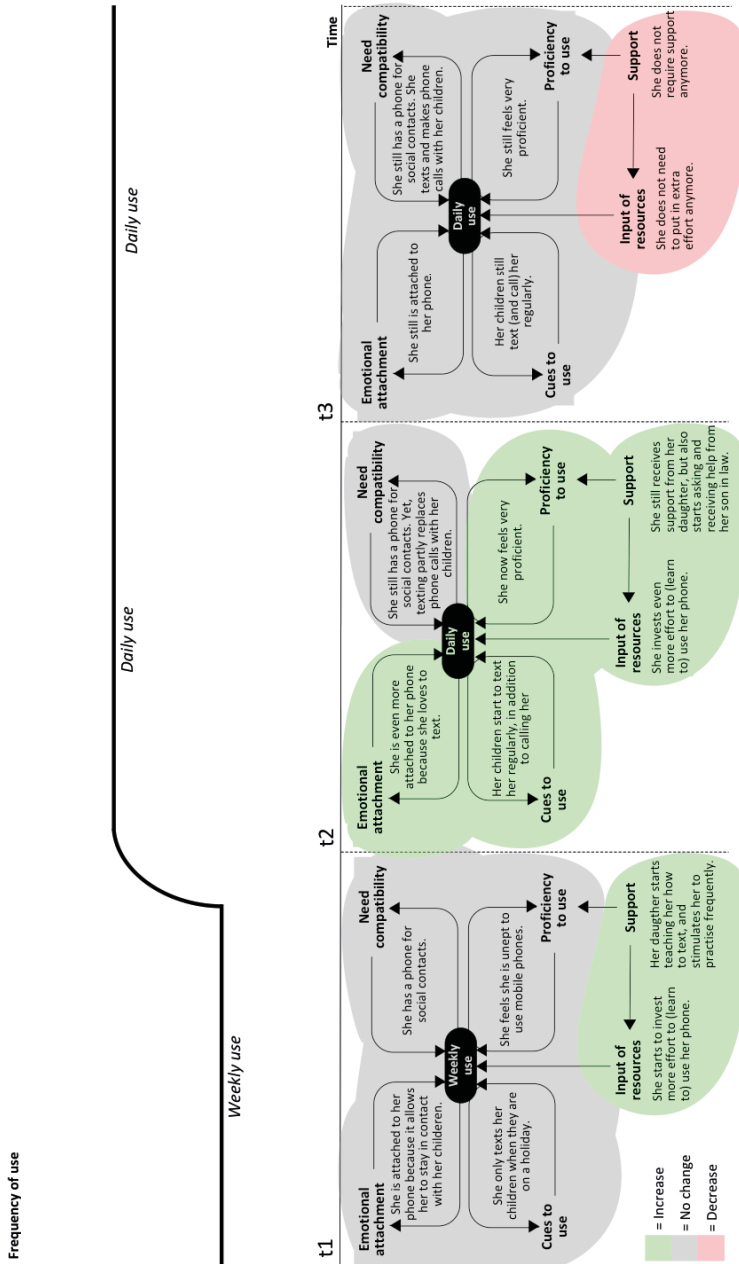 Frequency of use
Weekly use
Daily use
Daily use
Time
t1
Emotional
attachment
She is attached to her
phone because it allows
her to stay in contact
with her childeren.
Need
compatibility
She has a phone for
social contacts.
Weekly
use
She only texts her
children when they are
on a holiday.
Cues to
use
She feels she is unept to
use mobile phones.
Proficiency
to use
Input of
resources
She starts to invest
more effort to (learn
to) use her phone.
Support
Her daugther starts
teaching her how
to text, and
stimulates her to
practise frequently.
t2
Emotional
attachment
She is even more
attached to her phone
because she loves to
text.
Need
compatibility
She still has a phone for
social contacts. Yet,
texting partly replaces
phone calls with her
children.
Daily
use
Her children start to text
her regularly, in addition
to calling her
Cues to
use
She now feels very
proficient.
Proficiency
to use
Input of
resources
She invests even
more effort to (learn
to) use her phone.
Support
She still receives
support from her
daughter, but also
starts asking and
receiving help from
her son in law.
t3
Emotional
attachment
She still is attached to
her phone.
Need
compatibility
She still has a phone for
social contacts. She
texts and makes phone
calls with her children.
Daily
use
Her children still
text (and call) her
regularly.
Cues to
use
She still feels very
proficient.
Proficiency
to use
Input of
resources
She does not need
to put in extra
effort anymore.
Support
She does not
require support
anymore.
= Increase
= No change
= Decrease